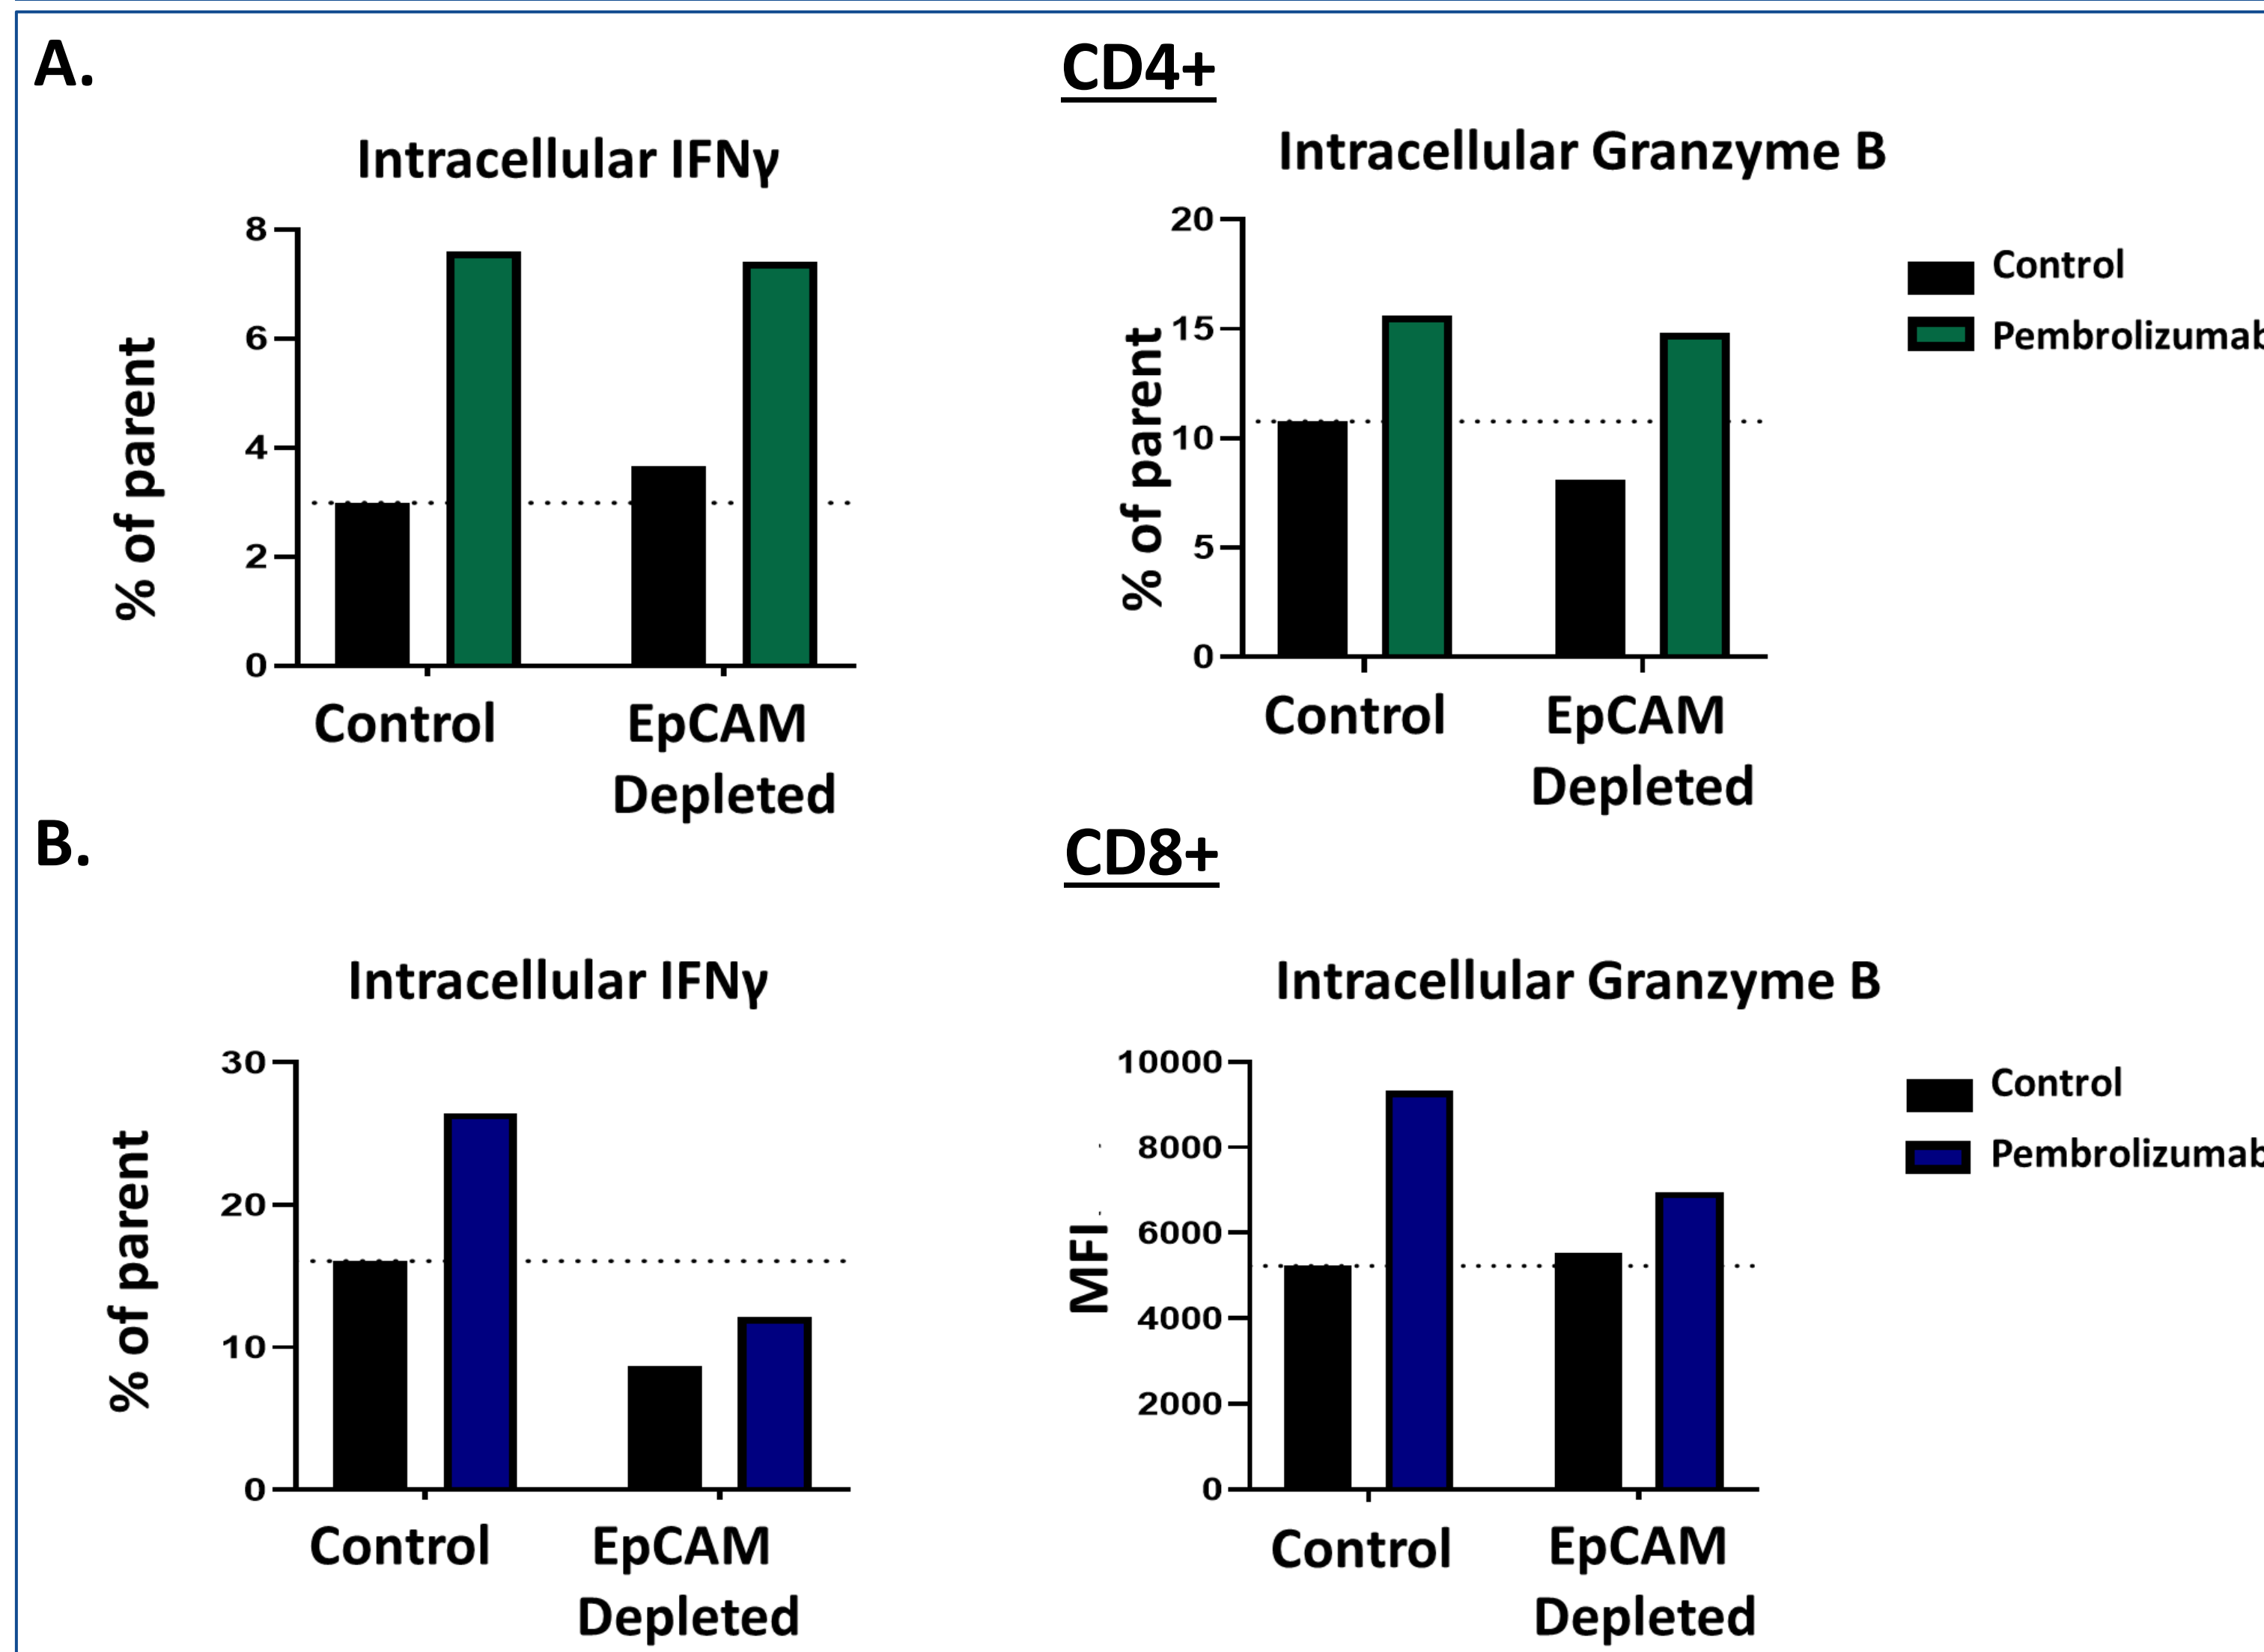 A.
CD4+
Intracellular IFNγ
Intracellular Granzyme B
% of parent
8
6
4
2
0
Control
EpCAM
Depleted
% of parent
20
15
10
5
0
Control
EpCAM
Depleted
Control
Pembrolizumab
B.
CD8+
Intracellular IFNγ
Intracellular Granzyme B
% of parent
30
20
10
0
Control
EpCAM
Depleted
MFI
10000
8000
6000
4000
2000
0
Control
EpCAM
Depleted
Control
Pembrolizumab